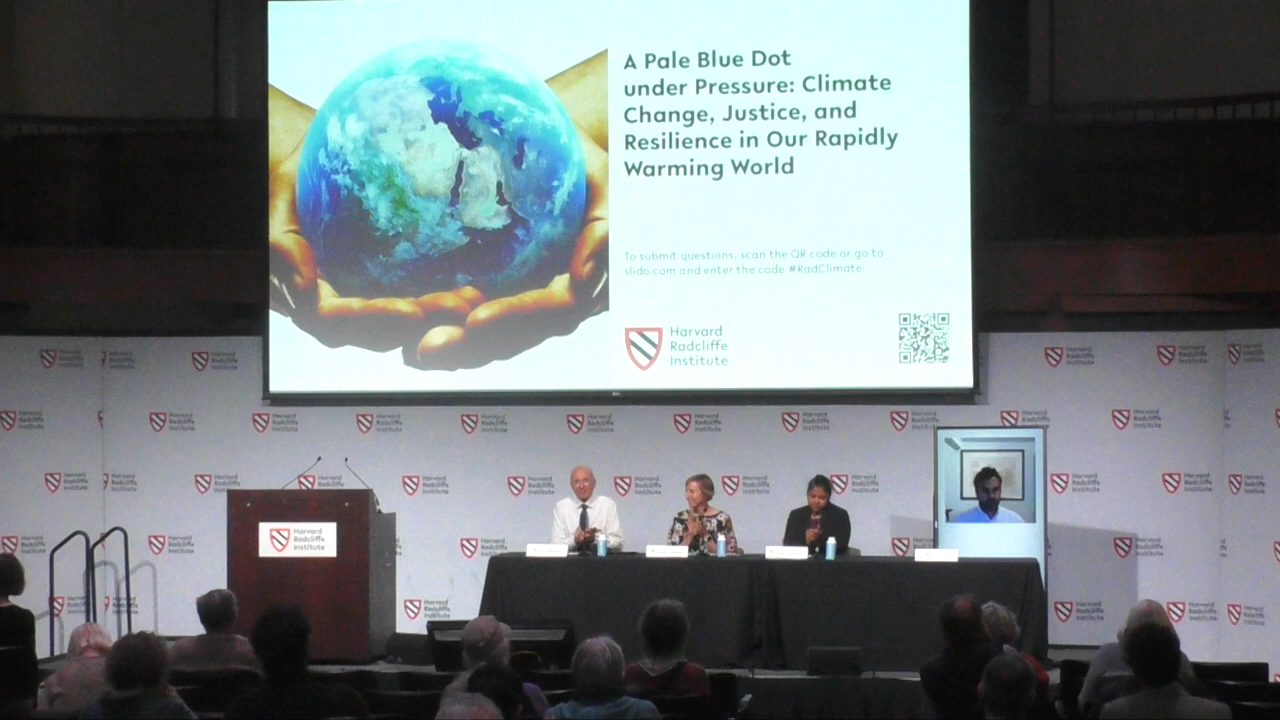 A Pale Blue Dot
under Pressure: Climate
Change, Justice, and
Resilience in Our Rapidly
Warming World
To submit questions, scan the QR code or go to
slido.com and enter the code #RadClimate.
Harvard
Radcliffe
Institute
Harvard
Radcliffe
Institute